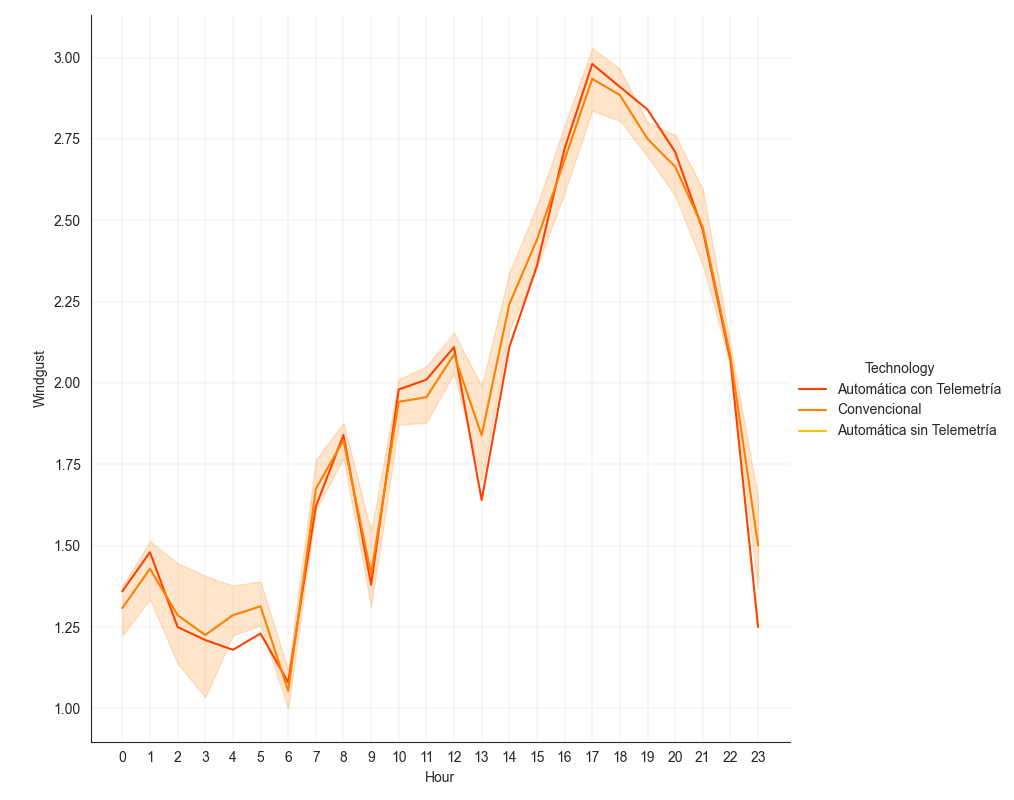 3.00
2.75
2.50
2.25
2.00
1.75
1.50
1.25
1.00
Windgust
0 1 2 3 4 5 6 7 8 9 10 11 12 13 14 15 16 17 18 19 20 21 22 23
Hour
Technology
Automática con Telemetría
Convencional
Automática sin Telemetría